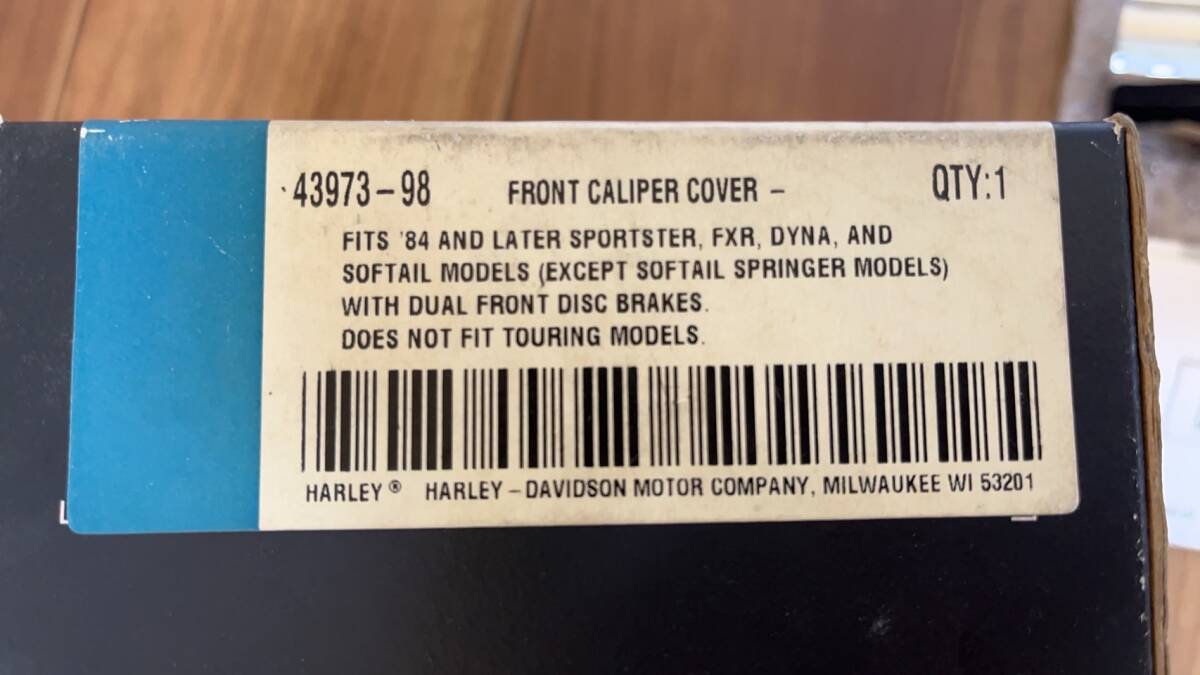 43973-98 FRONT CALIPER COVER - QTY:1
FITS '84 AND LATER SPORTSTER, FXR, DYNA, AND
SOFTAIL MODELS (EXCEPT SOFTAIL SPRINGER MODELS)
WITH DUAL FRONT DISC BRAKES.
DOES NOT FIT TOURING MODELS.
HARLEY® HARLEY-DAVIDSON MOTOR COMPANY, MILWAUKEE WI 53201